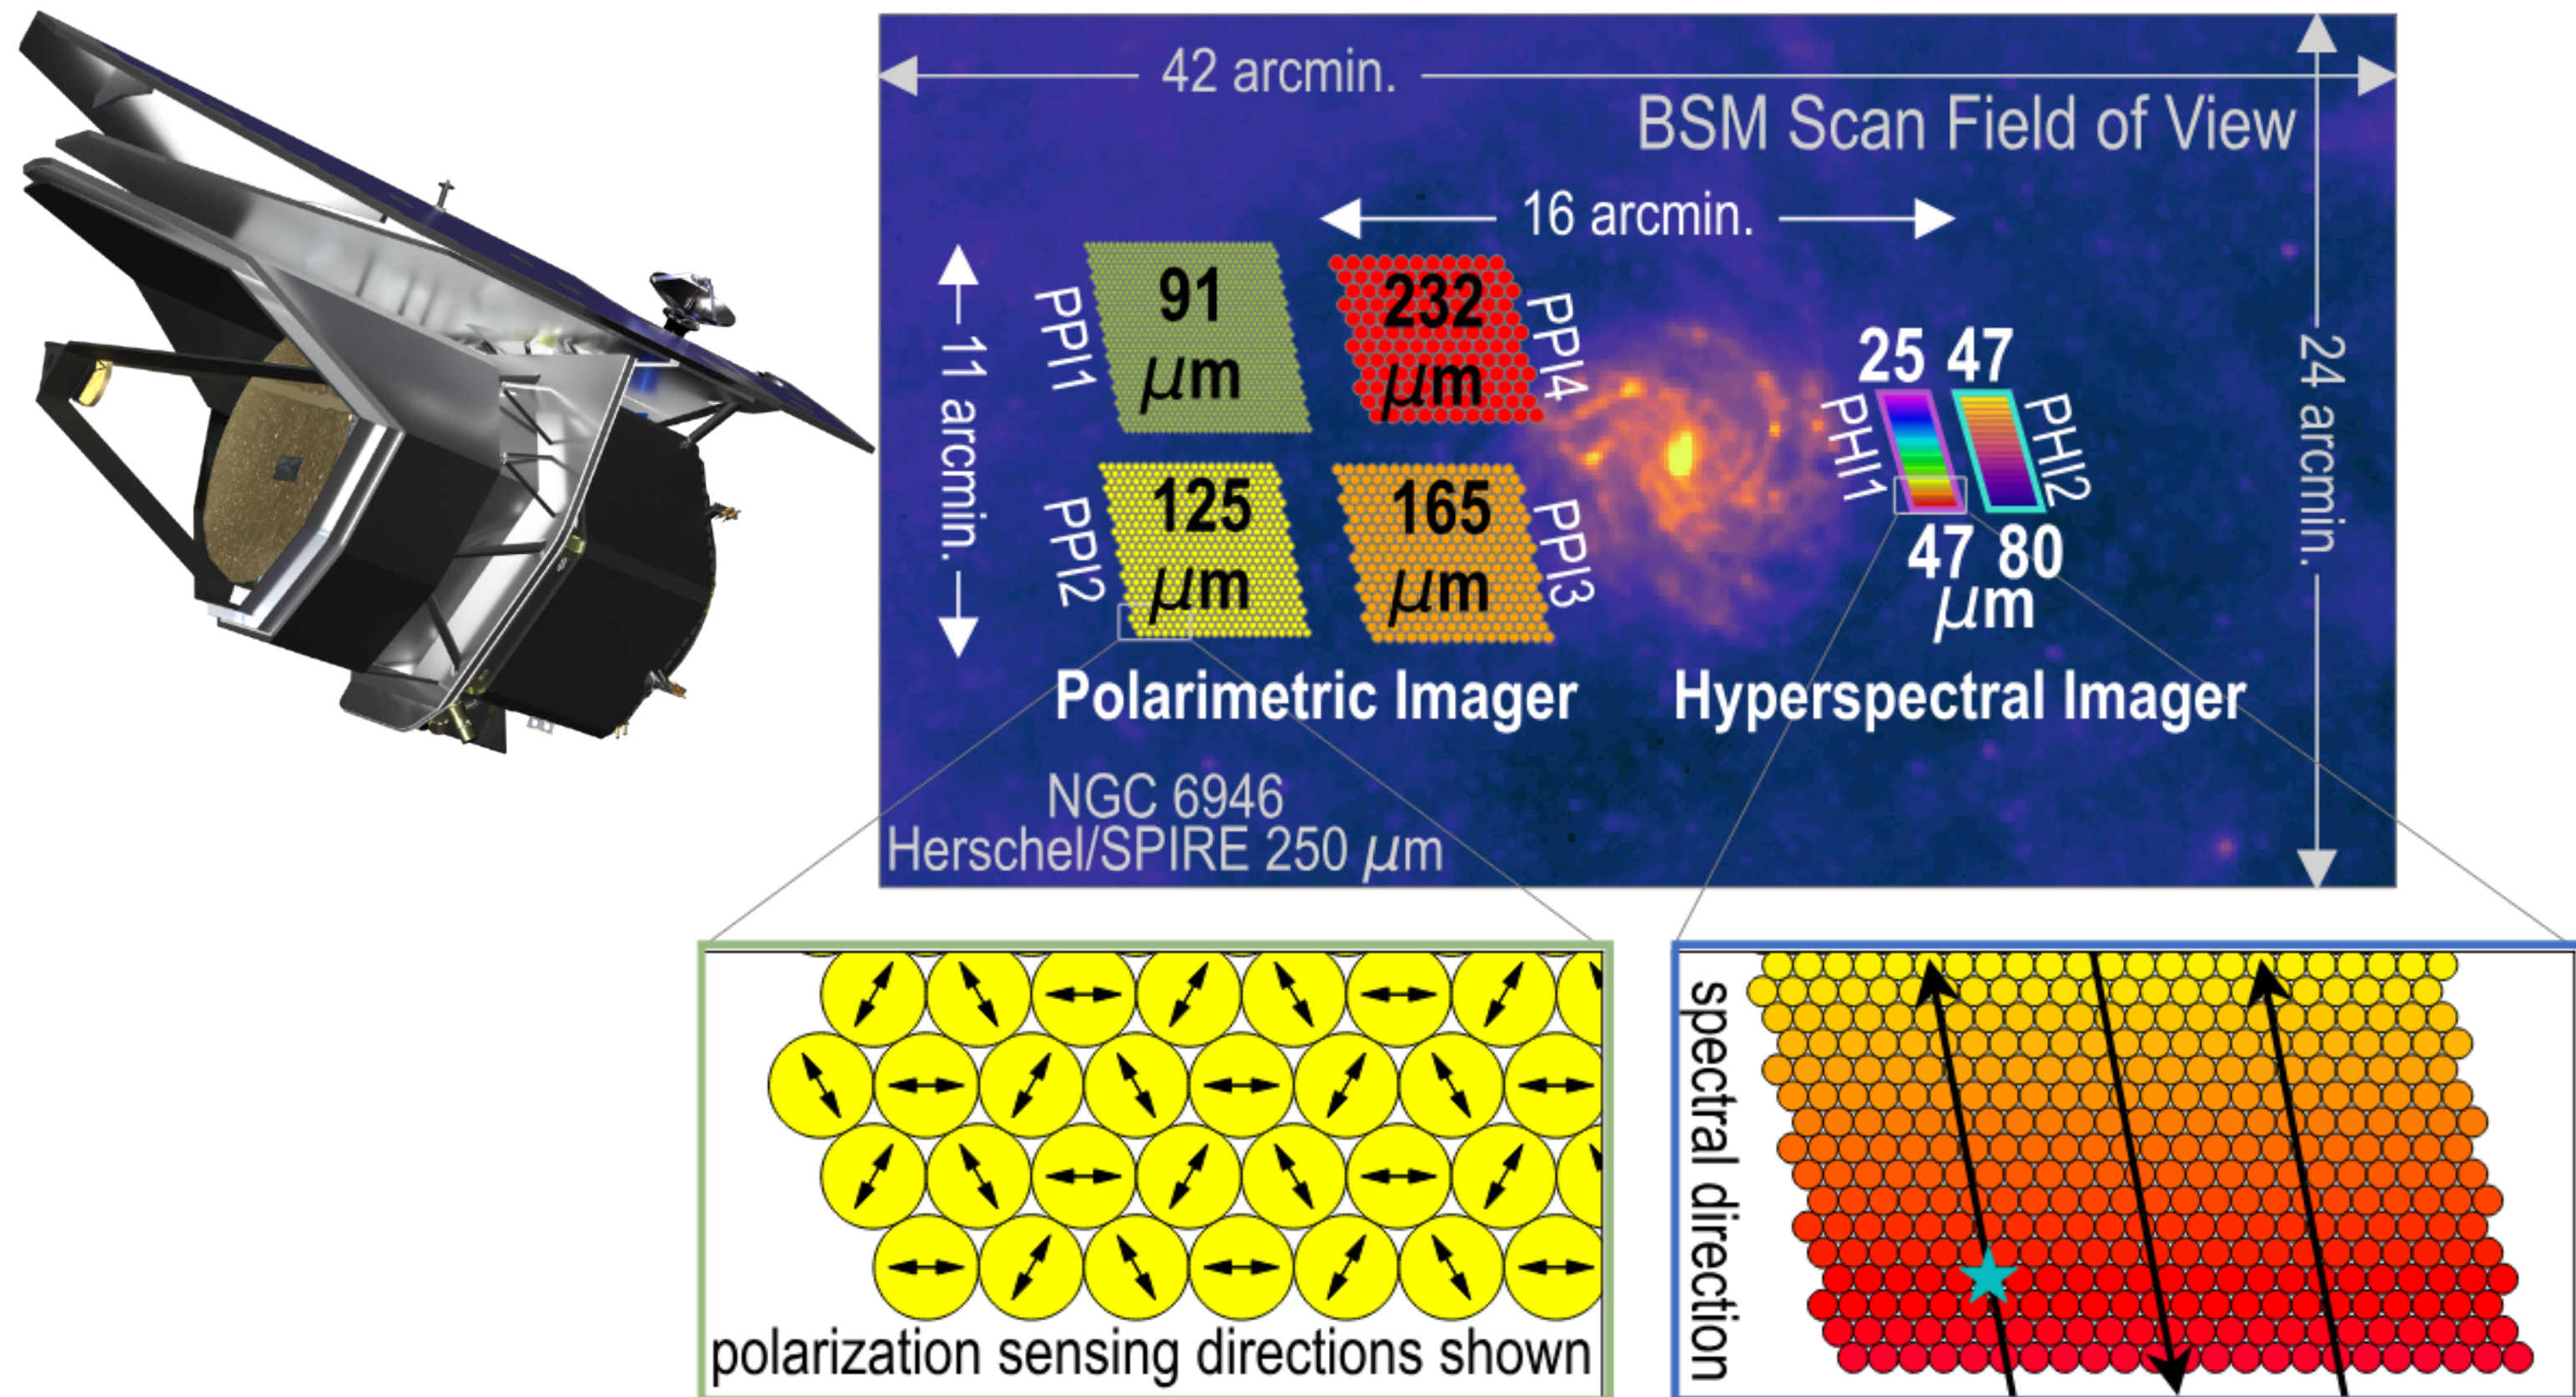 42 arcmin.
BSM Scan Field of View
16 arcmin.
11 arcmin.
24 arcmin.
PPI1
91
μm
232
μm
PPI4
25 47
PHI1
PHI2
47 80
μm
PPI2
125
μm
165
μm
PPI3
Polarimetric Imager
Hyperspectral Imager
NGC 6946
Herschel/SPIRE 250 μm
polarization sensing directions shown
spectral direction